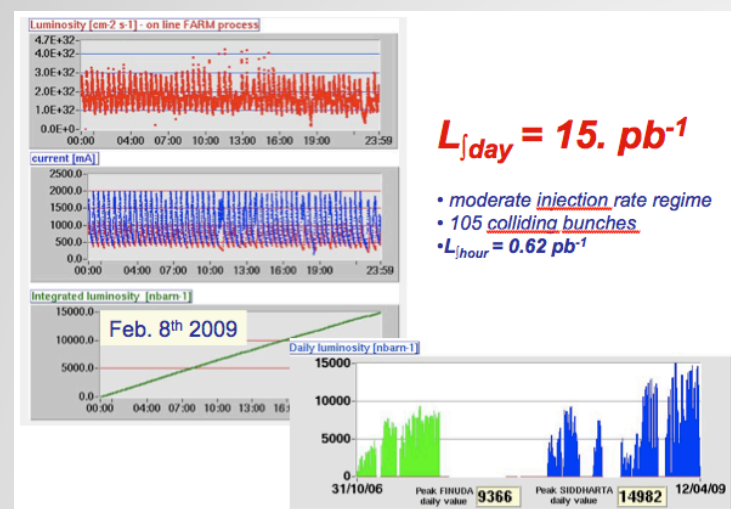 Luminosity [cm-2 s-1] - on line FARM process
4.7E+32
4.0E+32
3.0E+32
2.0E+32
1.0E+32
0.0E+0
00:00 04:00 07:00 10:00 13:00 16:00 19:00 23:59
current [mA]
2500.0
2000.0
1500.0
1000.0
500.0
0.0
00:00 04:00 07:00 10:00 13:00 16:00 19:00 23:59
Integrated luminosity [nbarn-1]
15000.0
10000.0
5000.0
0.0
00:00 04:00 07:00 10:00 13:00
Feb. 8th 2009
L∫day = 15. pb-1
• moderate injection rate regime
• 105 colliding bunches
•L∫hour = 0.62 pb-1
Daily luminosity [nbarn-1]
15000
10000
5000
0
31/10/06 12/04/09
Peak FINUDA daily value 9366
Peak SIDDHARTA daily value 14982